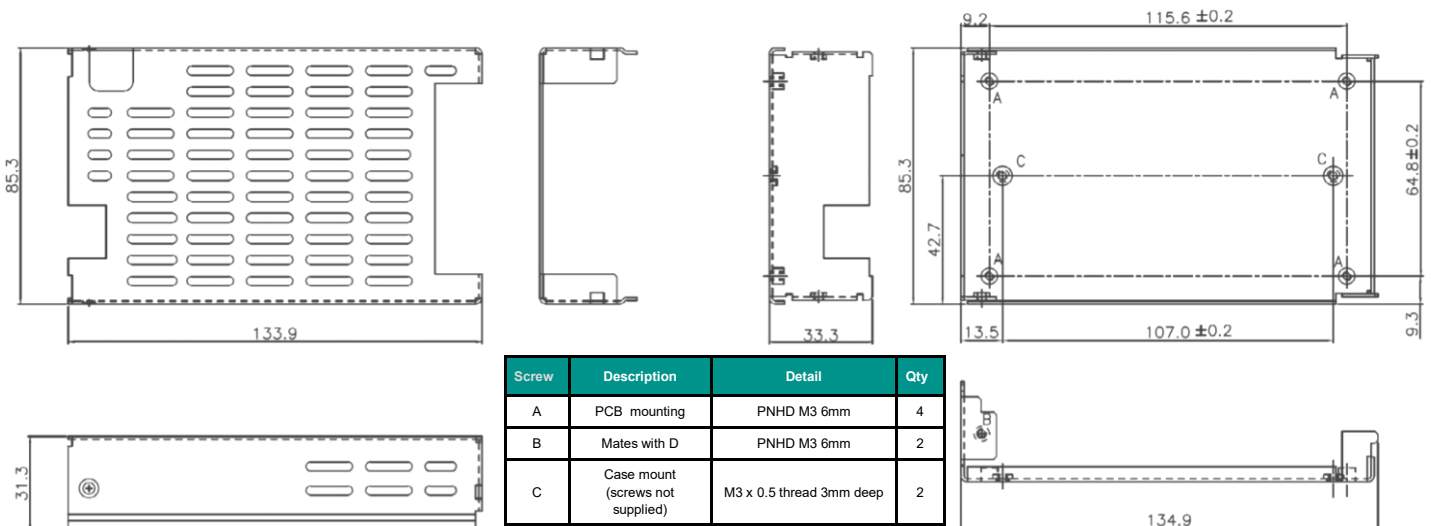 9.2
115.6 ±0.2
85.3
A
A
C
C
85.3
64.8±0.2
42.7
A
A
133.9
33.3
13.5
107.0 ±0.2
9.3
Screw Description Detail Qty
A PCB mounting PNHD M3 6mm 4
B Mates with D PNHD M3 6mm 2
C Case mount (screws not supplied) M3 x 0.5 thread 3mm deep 2
31.3
B
134.9